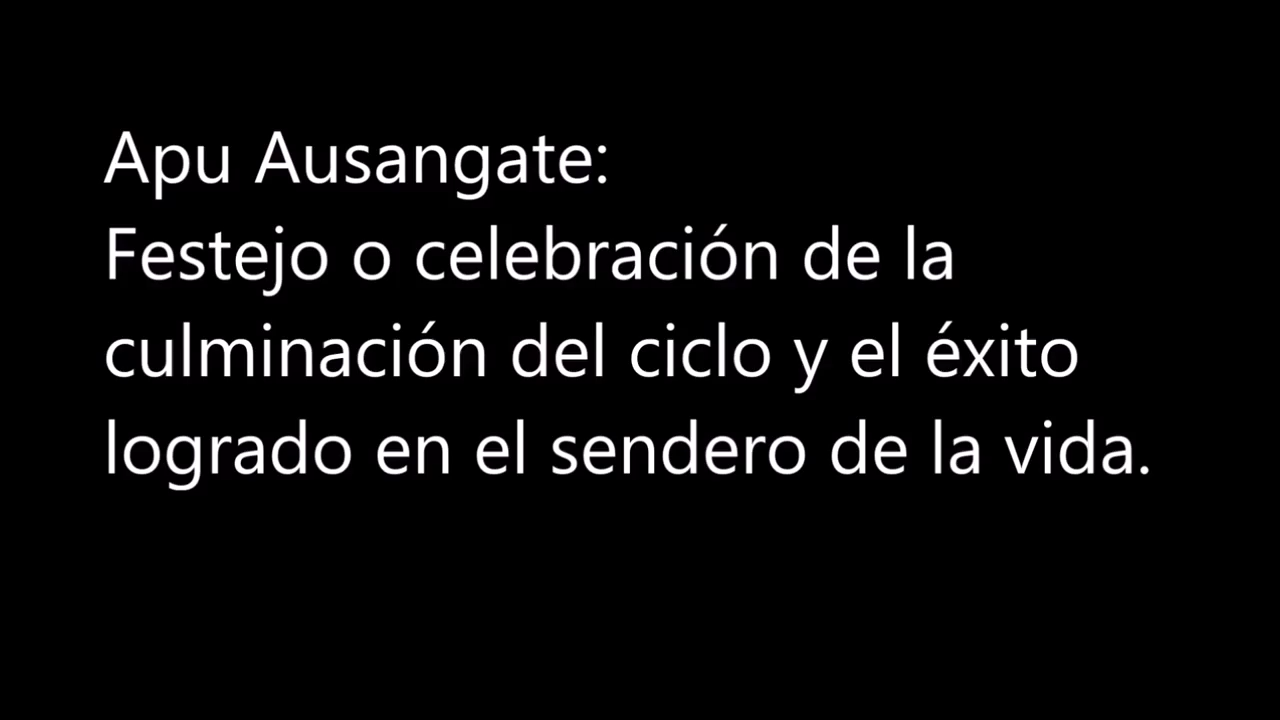 Apu Ausangate:
Festejo o celebración de la
culminación del ciclo y el éxito
logrado en el sendero de la vida.